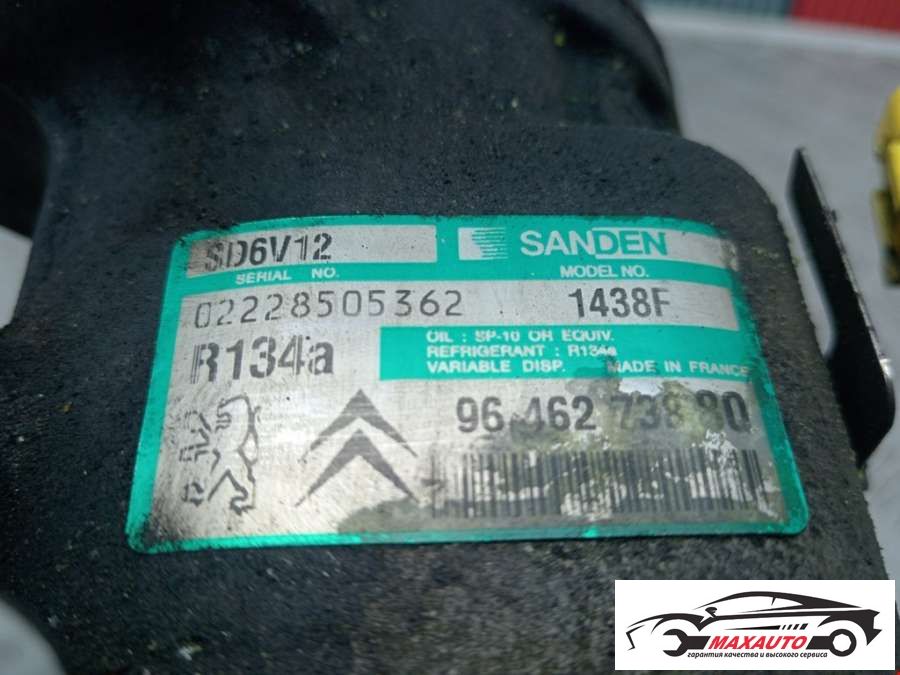 SD6V12
SANDEN
SERIAL NO.
MODEL NO.
02228505362
1438F
R134a
OIL : SP-10 OR EQUIV.
REFRIGERANT : R134a
VARIABLE DISP. MADE IN FRANCE
96 462 738 80
MAXAUTO
гарантия качества и высокого сервиса